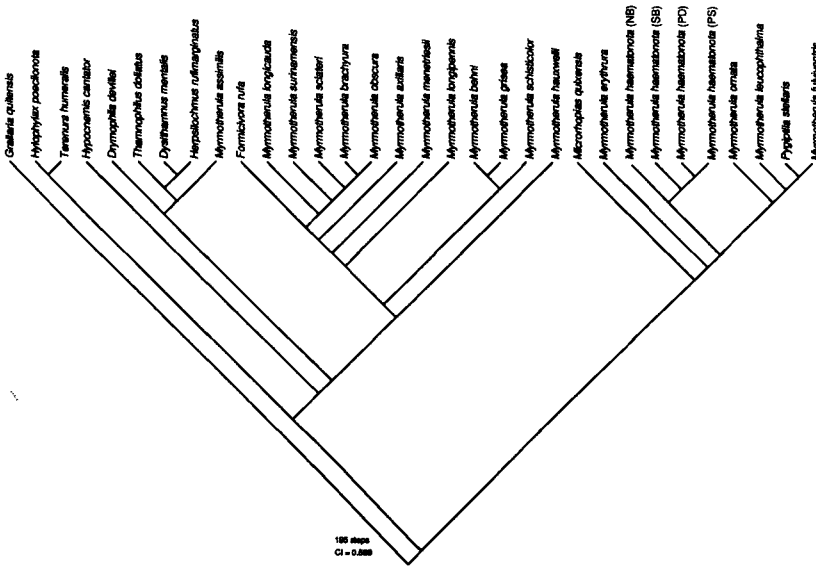 Grallaria quitensis
Hylophylax poecilonota
Terenura humeralis
Hypocnemis cantator
Drymophila devillei
Thamnophilus doliatus
Dysithamnus mentalis
Herpsilochmus rufimarginatus
Myrmotherula assimilis
Formicivora rufa
Myrmotherula longicauda
Myrmotherula surinamensis
Myrmotherula sclateri
Myrmotherula brachyura
Myrmotherula obscura
Myrmotherula axillaris
Myrmotherula menetriesii
Myrmotherula longipennis
Myrmotherula behni
Myrmotherula grisea
Myrmotherula schisticolor
Myrmotherula hauxwelli
Microrhopias quixensis
Myrmotherula erythrura
Myrmotherula haematonota (NB)
Myrmotherula haematonota (SB)
Myrmotherula haematonota (PD)
Myrmotherula haematonota (PS)
Myrmotherula ornata
Myrmotherula leucophthalma
Pygiptila stellaris
Myrmotherula
steps
CI =